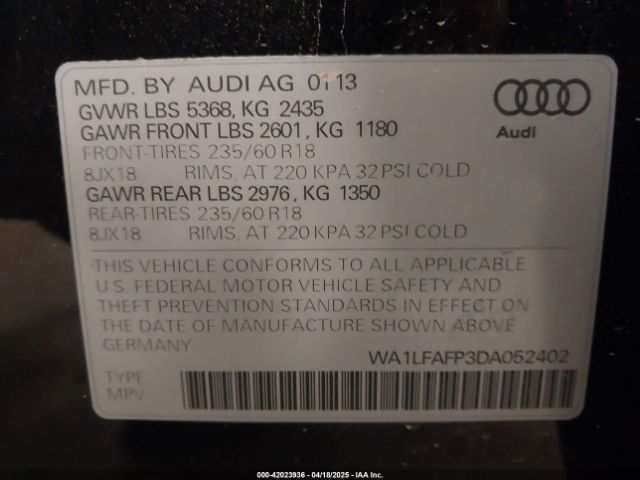 MFD. BY AUDI AG 0113
GVWR LBS 5368, KG 2435
GAWR FRONT LBS 2601, KG 1180
FRONT-TIRES 235/60 R18
8JX18 RIMS, AT 220 KPA 32 PSI COLD
GAWR REAR LBS 2976, KG 1350
REAR-TIRES 235/60 R18
8JX18 RIMS, AT 220 KPA 32 PSI COLD
Audi
THIS VEHICLE CONFORMS TO ALL APPLICABLE
U.S. FEDERAL MOTOR VEHICLE SAFETY AND
THEFT PREVENTION STANDARDS IN EFFECT ON
THE DATE OF MANUFACTURE SHOWN ABOVE
GERMANY
WA1LFAFP3DA052402
TYPE
MPV
000-42023936 - 04/18/2025 - IAA Inc.